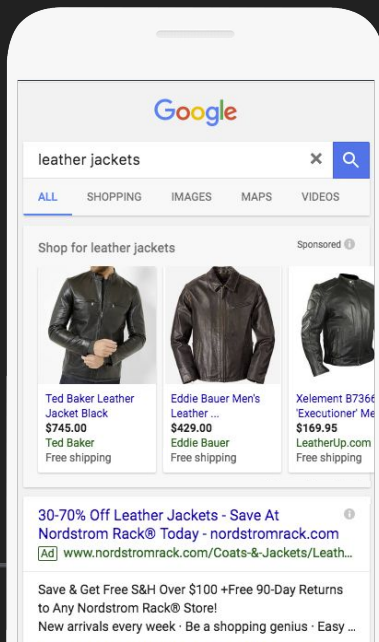 Google
leather jackets ×
ALL SHOPPING IMAGES MAPS VIDEOS
Shop for leather jackets Sponsored
Ted Baker Leather
Jacket Black
$745.00
Ted Baker
Free shipping
Eddie Bauer Men's
Leather ...
$429.00
Eddie Bauer
Free shipping
Xelement B7366
'Executioner' Me
$169.95
LeatherUp.com
Free shipping
30-70% Off Leather Jackets - Save At
Nordstrom Rack® Today - nordstromrack.com
Ad www.nordstromrack.com/Coats-&-Jackets/Leath...
Save & Get Free S&H Over $100 +Free 90-Day Returns
to Any Nordstrom Rack® Store!
New arrivals every week · Be a shopping genius · Easy ...